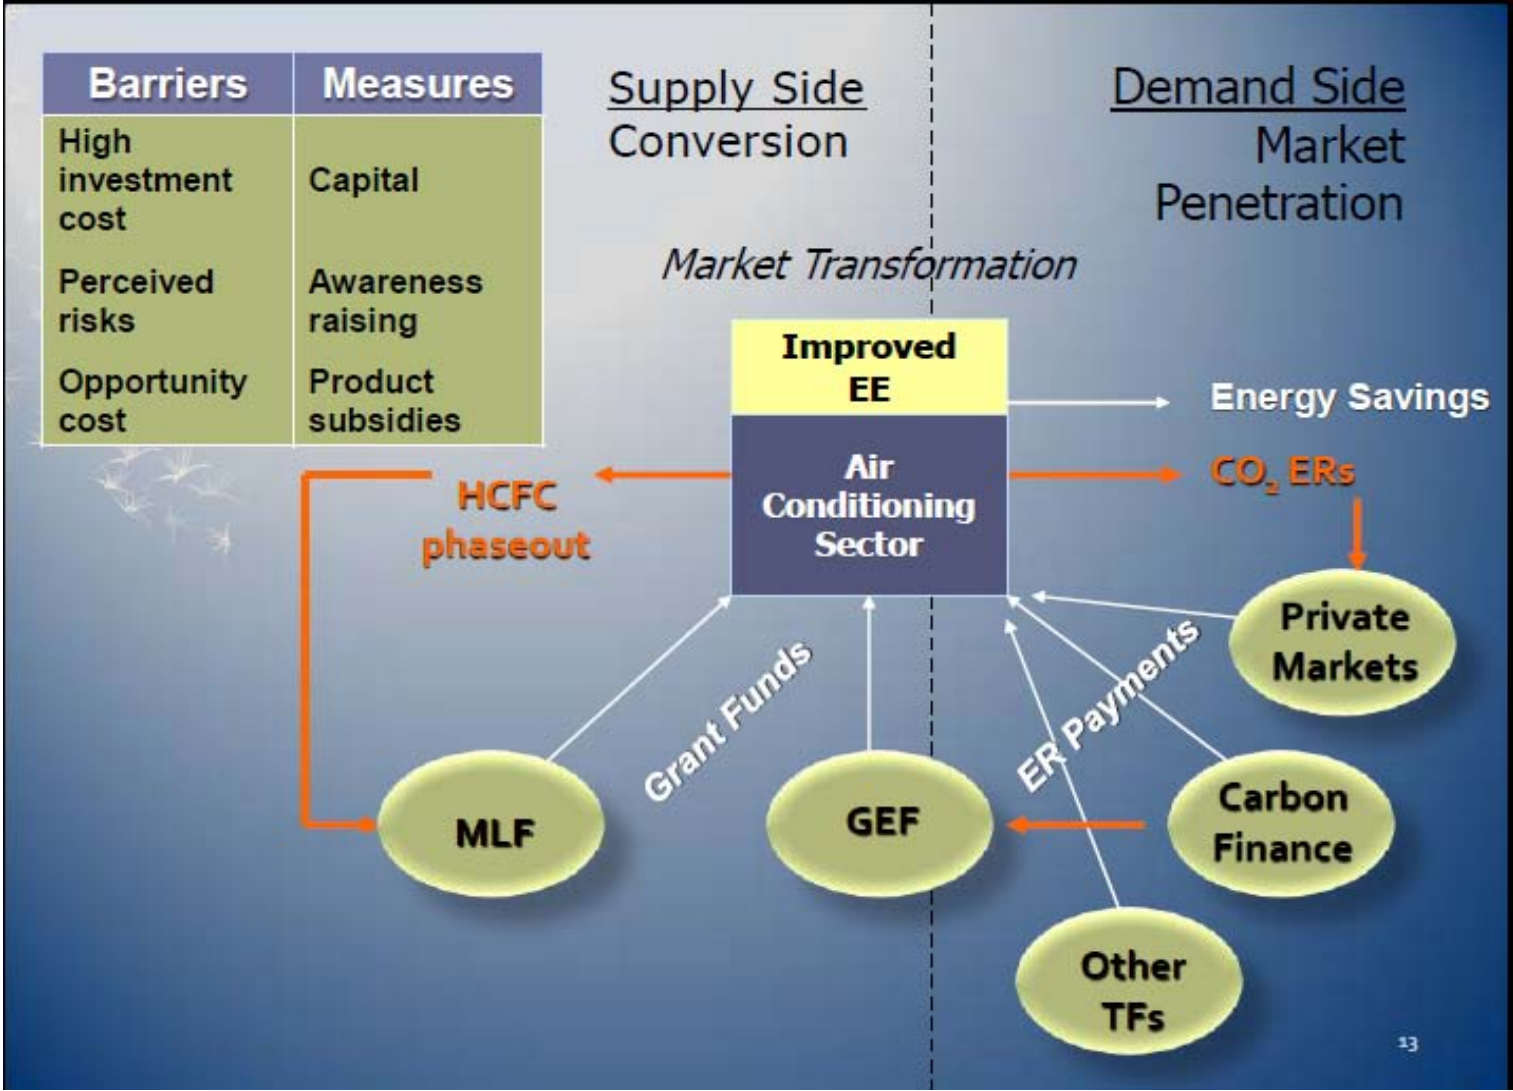 Barriers
Measures
High
investment
cost
Capital
Perceived
risks
Awareness
raising
Opportunity
cost
Product
subsidies
Supply Side
Conversion
Demand Side
Market
Penetration
Market Transformation
Improved
EE
Air
Conditioning
Sector
Energy Savings
CO₂ ERs
HCFC
phaseout
Private
Markets
Grant Funds
ER Payments
MLF
GEF
Carbon
Finance
Other
TFs
13